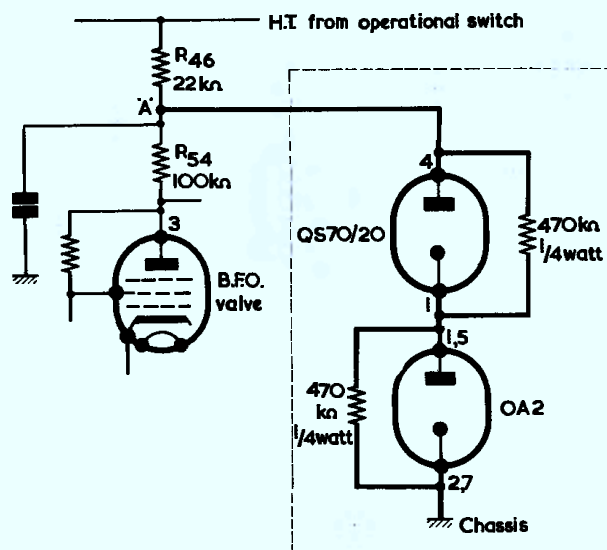 H.T. from operational switch
R46
22kΩ
'A'
R54
100kΩ
3
B.F.O.
valve
4
QS70/20
470kΩ
1/4watt
1
1,5
470
kΩ
1/4watt
OA2
2,7
Chassis